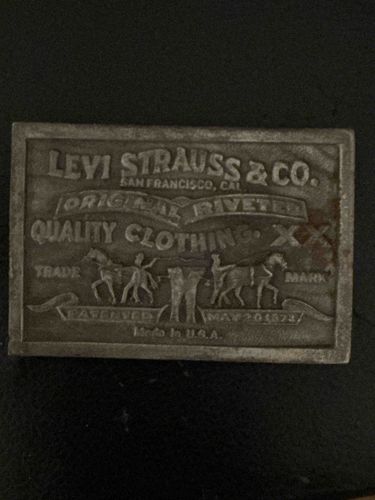 LEVI STRAUSS & CO.
SAN FRANCISCO, CAL
ORIGINAL RIVETED
QUALITY CLOTHING. XX
TRADE MARK
PATENTED MAY 20 1873
Made in U.S.A.